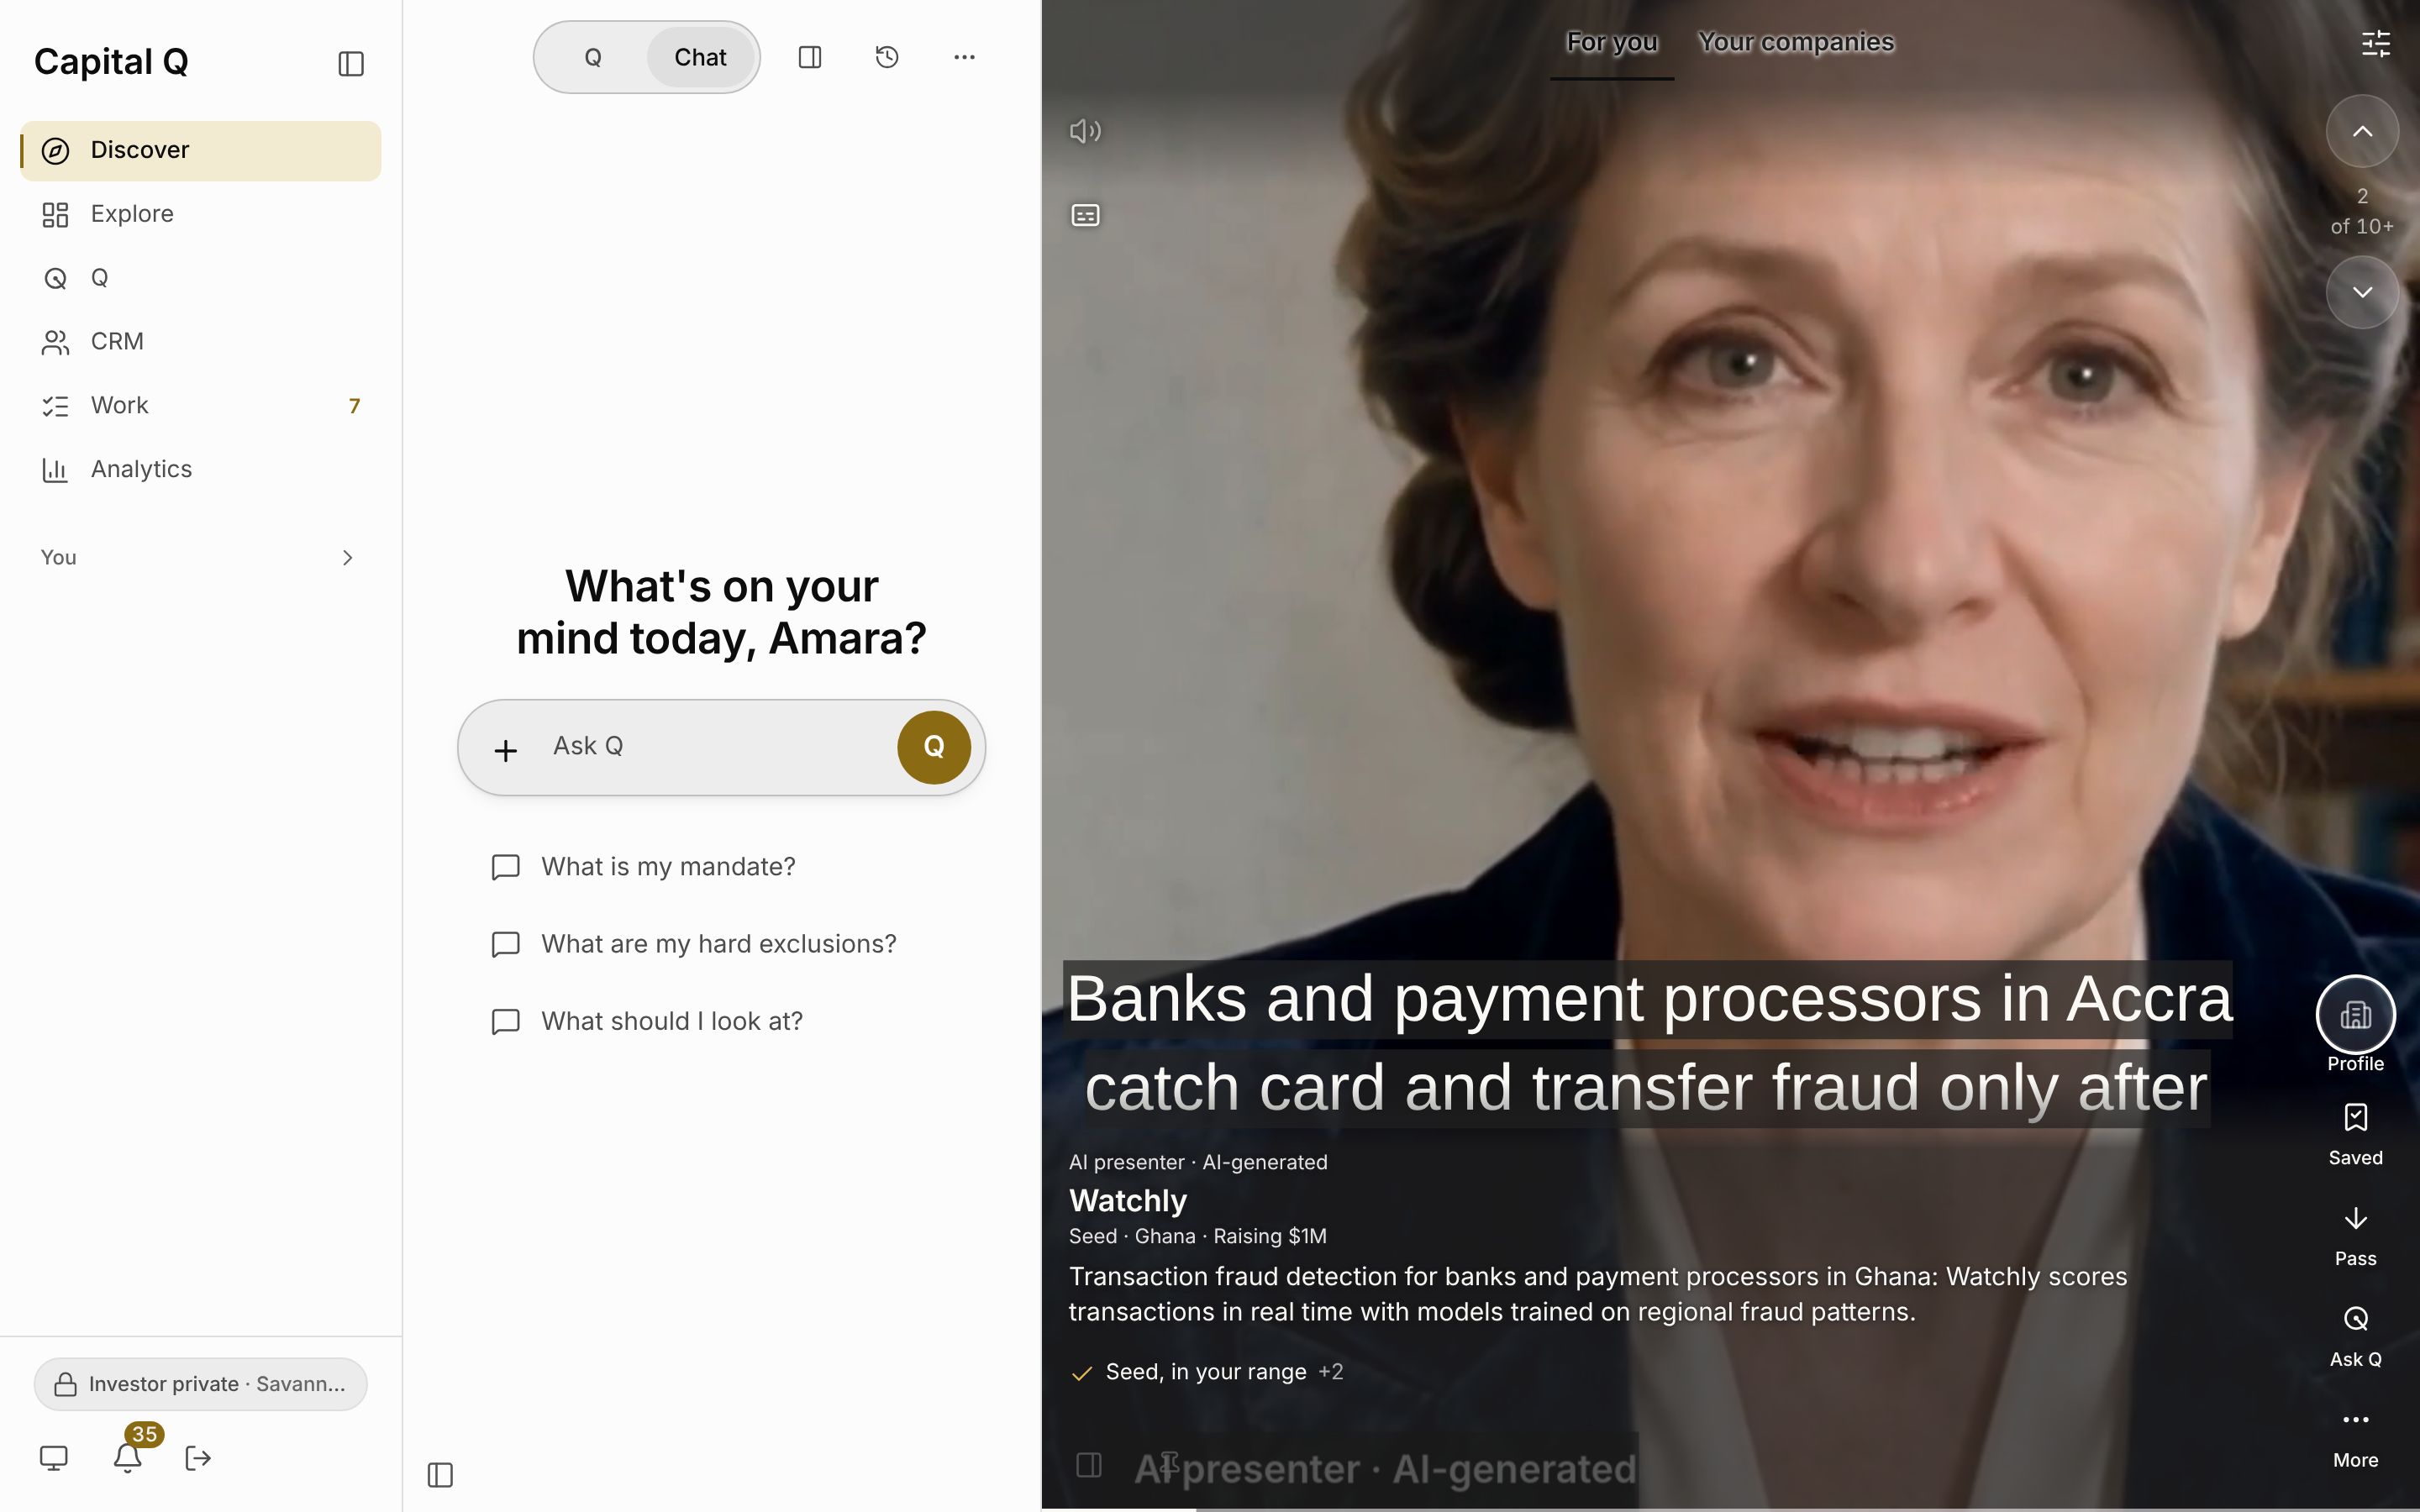 Capital Q
Discover
Explore
Q
CRM
Work
7
Analytics
You
Investor private · Savann...
35
Q
Chat
What's on your
mind today, Amara?
Ask Q
Q
What is my mandate?
What are my hard exclusions?
What should I look at?
For you
Your companies
2
of 10+
Banks and payment processors in Accra
catch card and transfer fraud only after
AI presenter · AI-generated
Watchly
Seed · Ghana · Raising $1M
Transaction fraud detection for banks and payment processors in Ghana: Watchly scores
transactions in real time with models trained on regional fraud patterns.
Seed, in your range +2
AI presenter · AI-generated
Profile
Saved
Pass
Ask Q
More